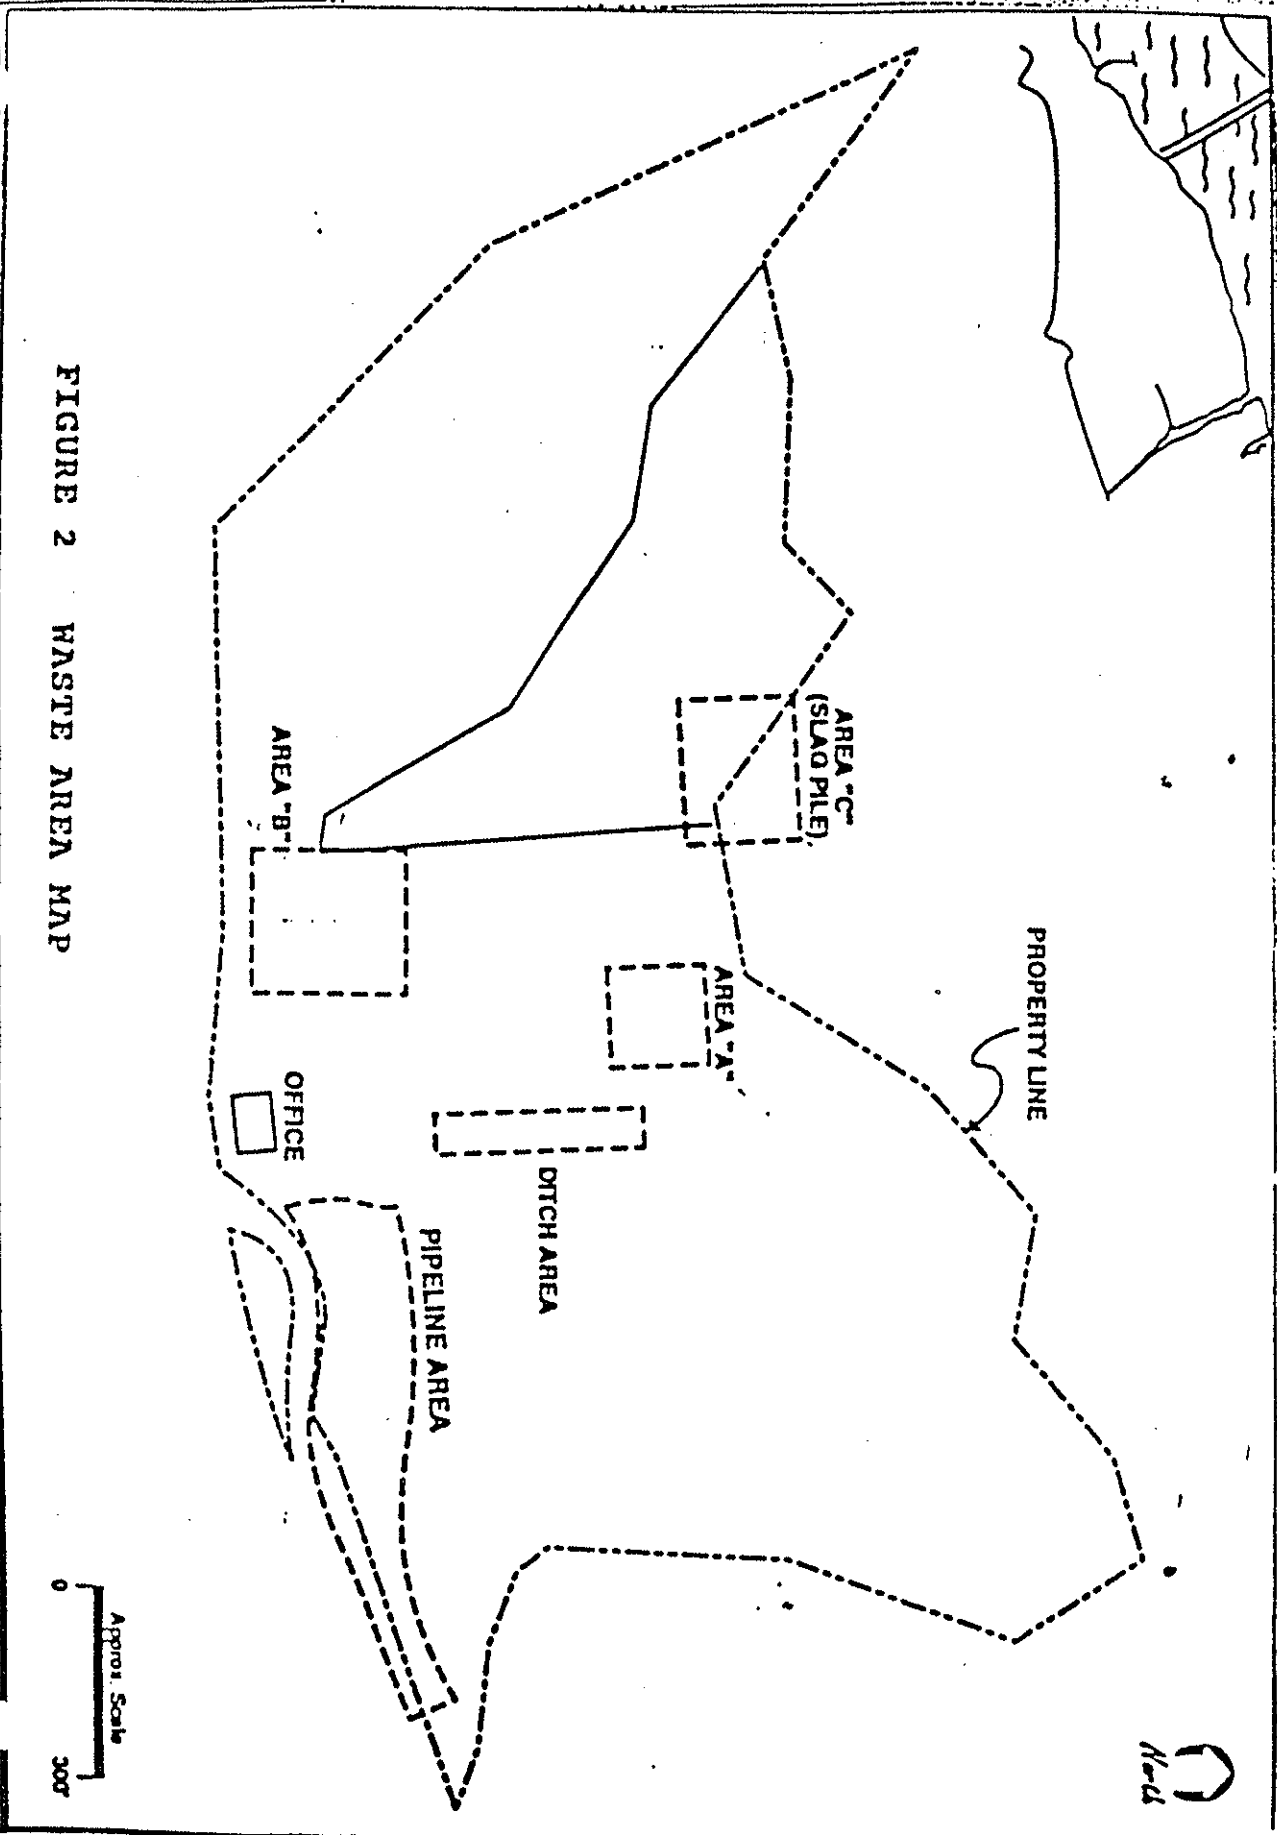 AREA "C"
(SLAG PILE)
PROPERTY LINE
AREA "A"
AREA "B"
OFFICE
DITCH AREA
PIPELINE AREA
North
Approx. Scale
0 300'
FIGURE 2 WASTE AREA MAP